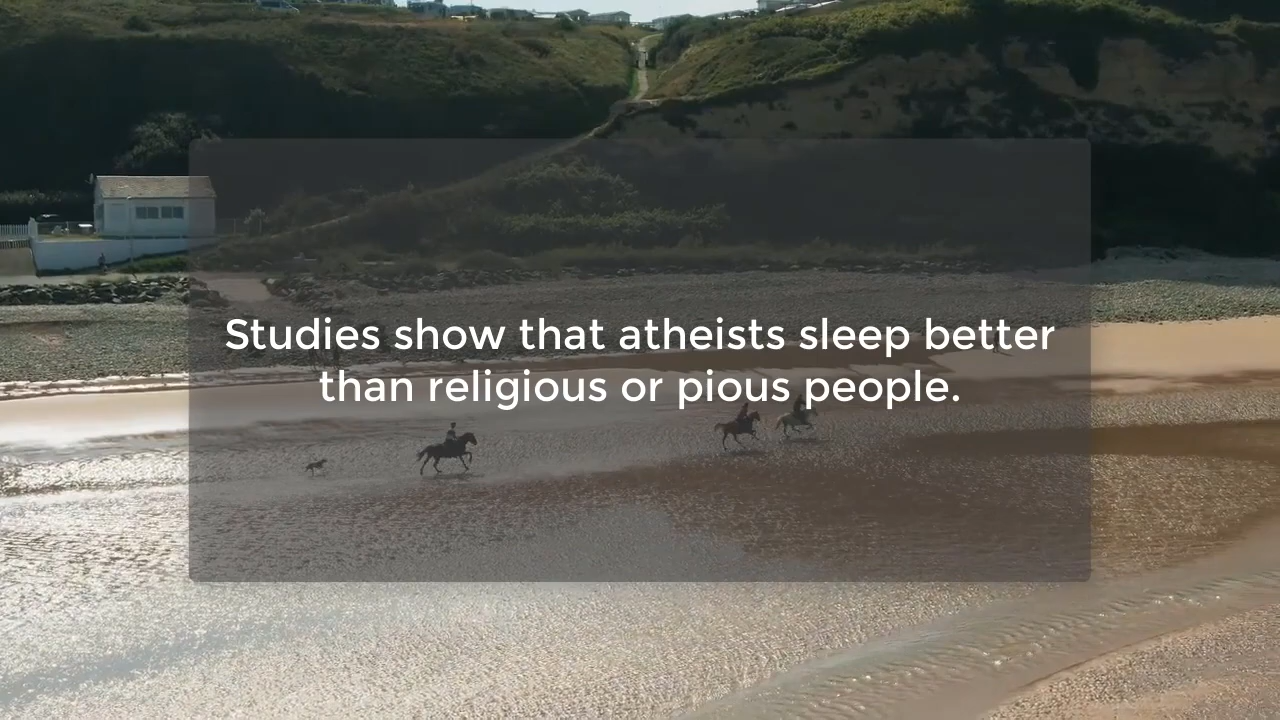 Studies show that atheists sleep better
than religious or pious people.